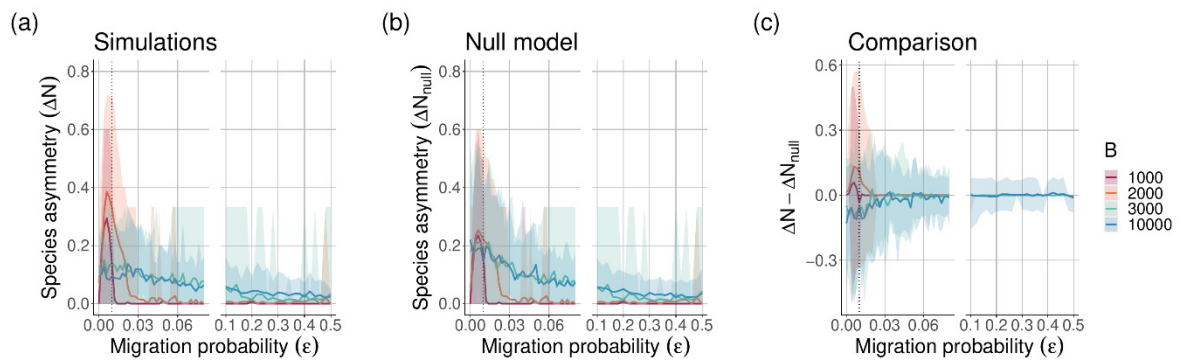 (a)
Simulations
Species asymmetry (ΔN)
0.8
0.6
0.4
0.2
0.0
0.00 0.03 0.06 0.1 0.2 0.3 0.4 0.5
Migration probability (ε)
(b)
Null model
Species asymmetry (ΔNnull)
0.8
0.6
0.4
0.2
0.0
0.00 0.03 0.06 0.1 0.2 0.3 0.4 0.5
Migration probability (ε)
(c)
Comparison
ΔN − ΔNnull
0.6
0.3
0.0
−0.3
0.00 0.03 0.06 0.1 0.2 0.3 0.4 0.5
Migration probability (ε)
B
1000
2000
3000
10000